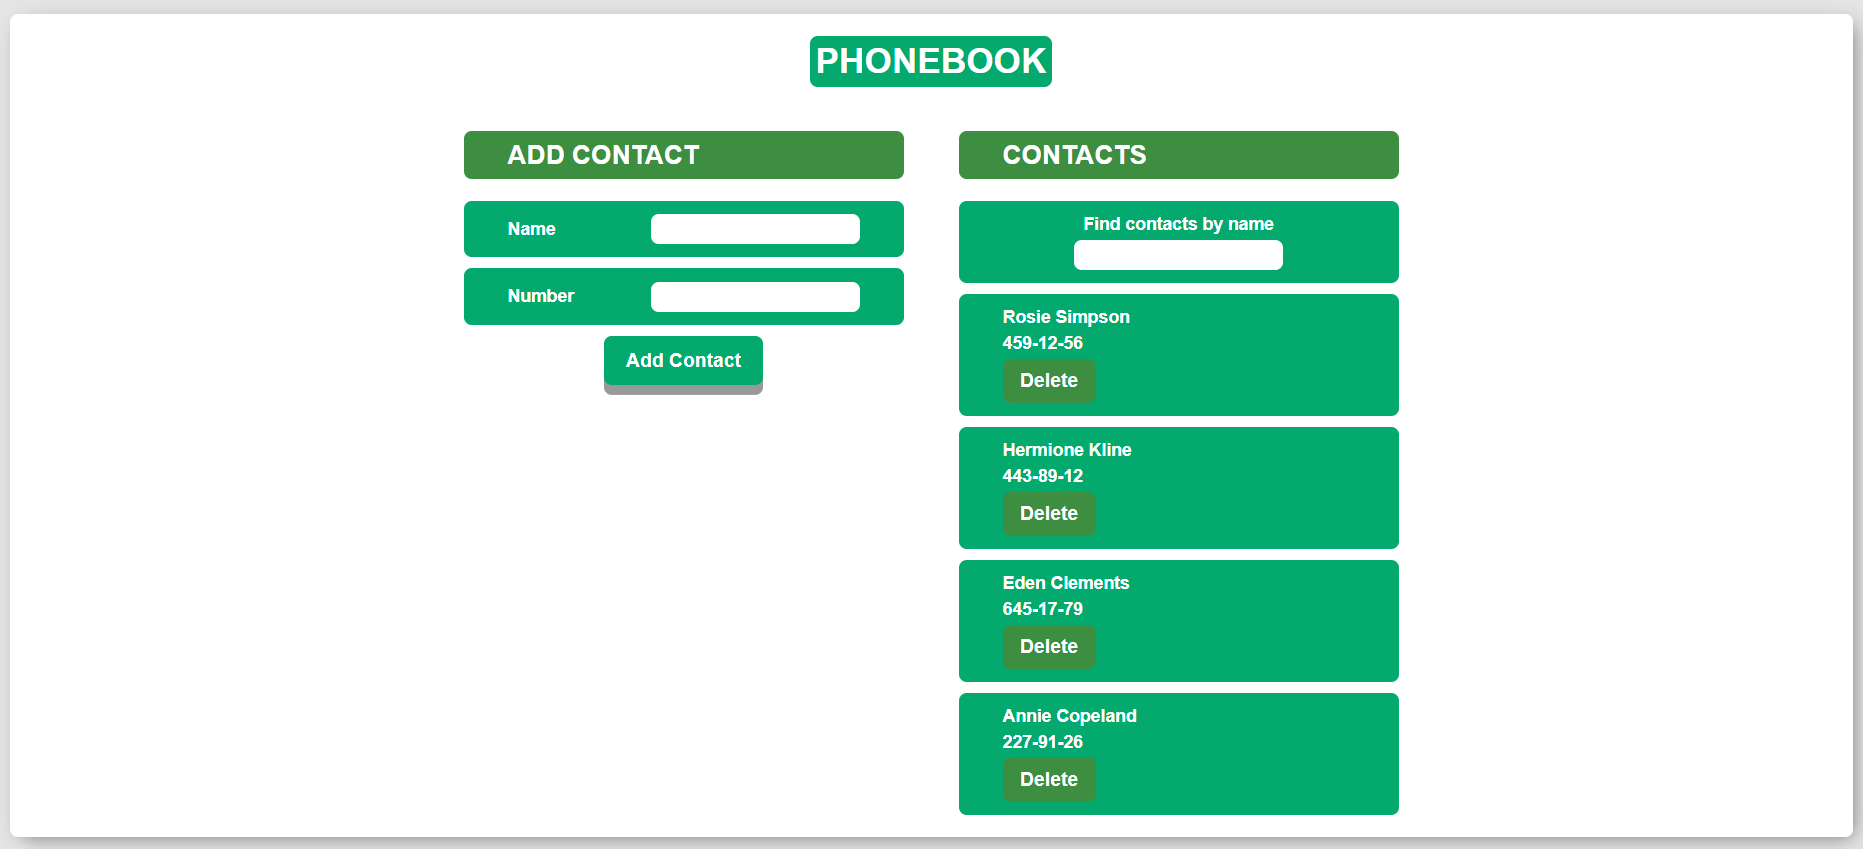 PHONEBOOK
ADD CONTACT
Name
Number
Add Contact
CONTACTS
Find contacts by name
Rosie Simpson
459-12-56
Delete
Hermione Kline
443-89-12
Delete
Eden Clements
645-17-79
Delete
Annie Copeland
227-91-26
Delete